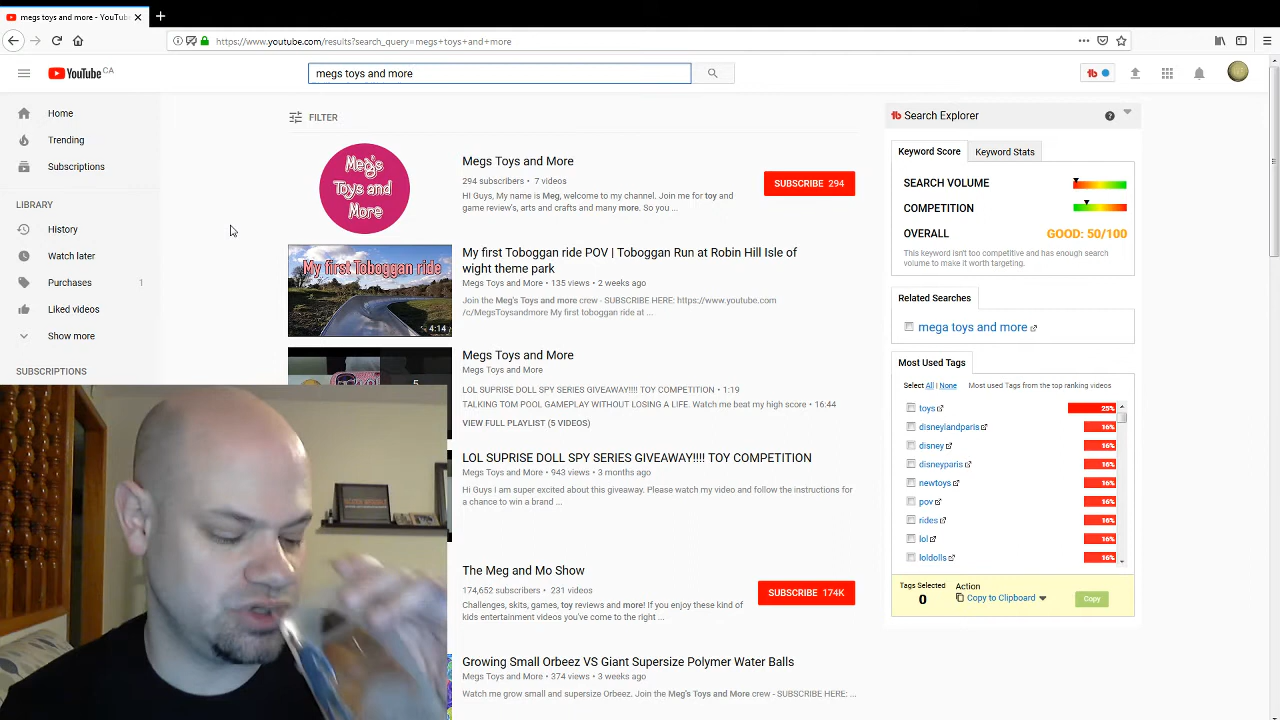 megs toys and more - YouTube
https://www.youtube.com/results?search_query=megs+toys+and+more
YouTube CA
megs toys and more
Home
Trending
Subscriptions
LIBRARY
History
Watch later
Purchases 1
Liked videos
Show more
SUBSCRIPTIONS
FILTER
Meg's
Toys and
More
Megs Toys and More
294 subscribers • 7 videos
HI Guys, My name is Meg, welcome to my channel. Join me for toy and
game review's, arts and crafts and many more. So you ...
SUBSCRIBE 294
My first Toboggan ride
4:14
My first Toboggan ride POV | Toboggan Run at Robin Hill Isle of
wight theme park
Megs Toys and More • 135 views • 2 weeks ago
Join the Meg's Toys and more crew - SUBSCRIBE HERE: https://www.youtube.com
/c/MegsToysandmore My first toboggan ride at ...
5
Megs Toys and More
Megs Toys and More
LOL SUPRISE DOLL SPY SERIES GIVEAWAY!!!! TOY COMPETITION • 1:19
TALKING TOM POOL GAMEPLAY WITHOUT LOSING A LIFE. Watch me beat my high score • 16:44
VIEW FULL PLAYLIST (5 VIDEOS)
LOL SUPRISE DOLL SPY SERIES GIVEAWAY!!!! TOY COMPETITION
Megs Toys and More • 943 views • 3 months ago
Hi Guys I am super excited about this giveaway. Please watch my video and follow the instructions for
a chance to win a brand ...
The Meg and Mo Show
174,652 subscribers • 231 videos
Challenges, skits, games, toy reviews and more! If you enjoy these kind of
kids entertainment videos you've come to the right ...
SUBSCRIBE 174K
Growing Small Orbeez VS Giant Supersize Polymer Water Balls
Megs Toys and More • 374 views • 3 weeks ago
Watch me grow small and supersize Orbeez. Join the Meg's Toys and More crew - SUBSCRIBE HERE: ...
tb Search Explorer
Keyword Score Keyword Stats
SEARCH VOLUME
COMPETITION
OVERALL GOOD: 50/100
This keyword isn't too competitive and has enough search
volume to make it worth targeting.
Related Searches
mega toys and more
Most Used Tags
Select All | None Most used Tags from the top ranking videos
toys 25%
disneylandparis 16%
disney 16%
disneyparis 16%
newtoys 16%
pov 16%
rides 16%
lol 16%
loldolls 16%
Tags Selected
0
Action
Copy to Clipboard
Copy